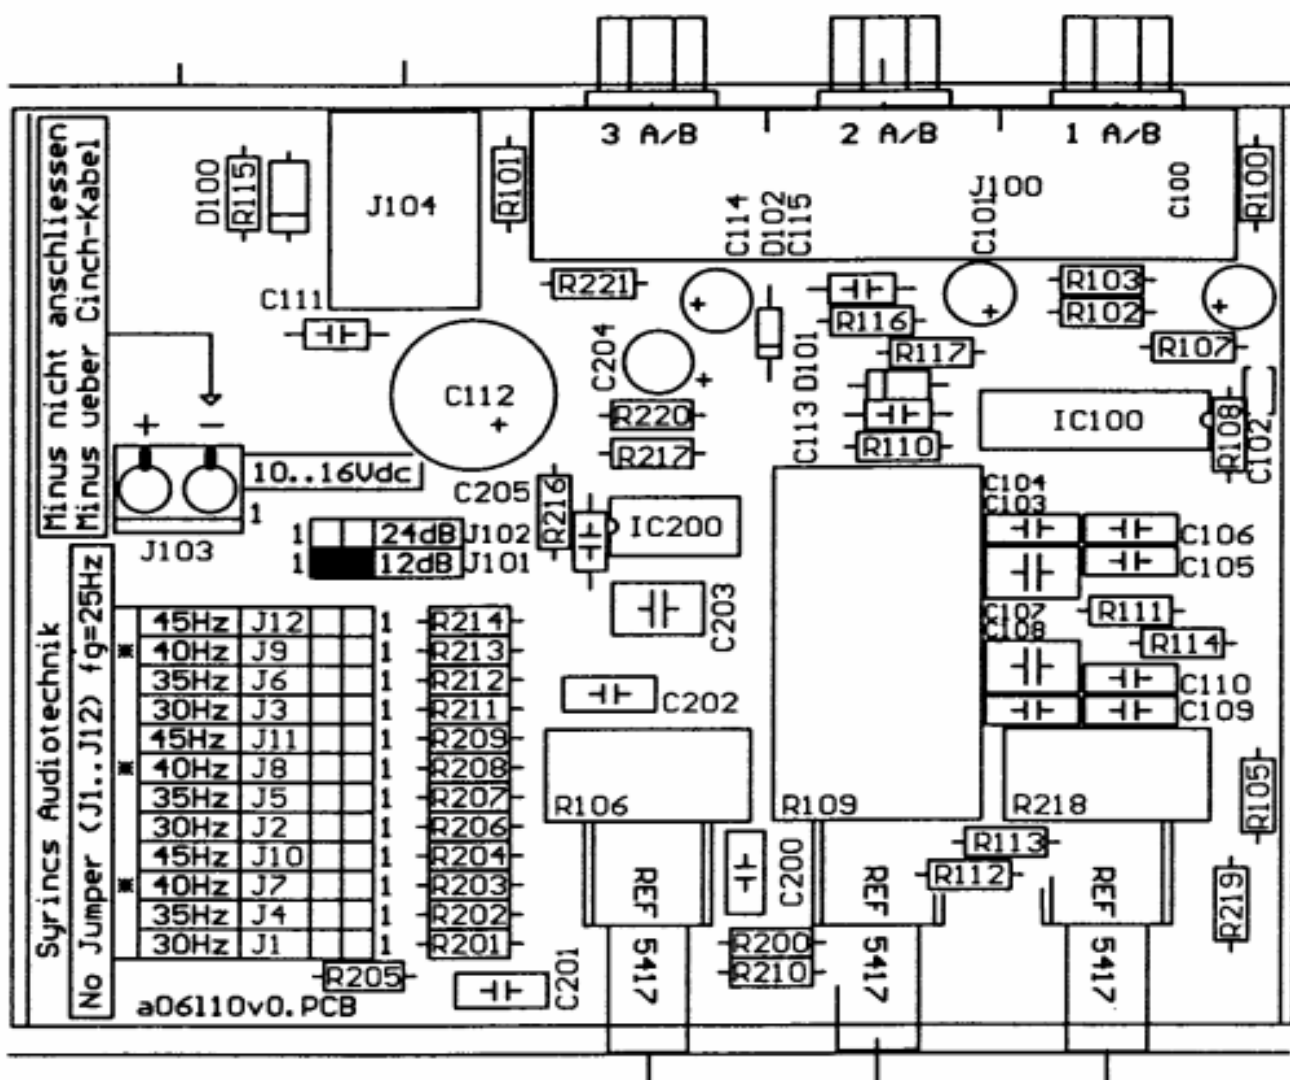 3 A/B
2 A/B
1 A/B
Minus nicht anschliessen
Minus ueber Cinch-Kabel
D100
R115
J104
R101
C114
D102
C115
J100
C101
C100
R100
C111
R221
R103
R102
R116
R107
R117
C204
D101
C112
+
R220
IC100
R108
C102
C113
R110
R217
+
-
10..16Vdc
1
J103
C205
R216
IC200
C104
C103
C106
C105
1 24dB J102
1 12dB J101
C203
C107
C108
R111
R114
C202
C110
C109
Syrincs Audiotechnik
No Jumper (J1..J12) fg=25Hz
45Hz J12 1 R214
* 40Hz J9 1 R213
35Hz J6 1 R212
30Hz J3 1 R211
45Hz J11 1 R209
* 40Hz J8 1 R208
35Hz J5 1 R207
30Hz J2 1 R206
45Hz J10 1 R204
* 40Hz J7 1 R203
35Hz J4 1 R202
30Hz J1 1 R201
R106
R109
R218
R105
R113
R112
C200
R219
REF 5417
REF 5417
REF 5417
R200
R210
R205
C201
a06110v0.PCB